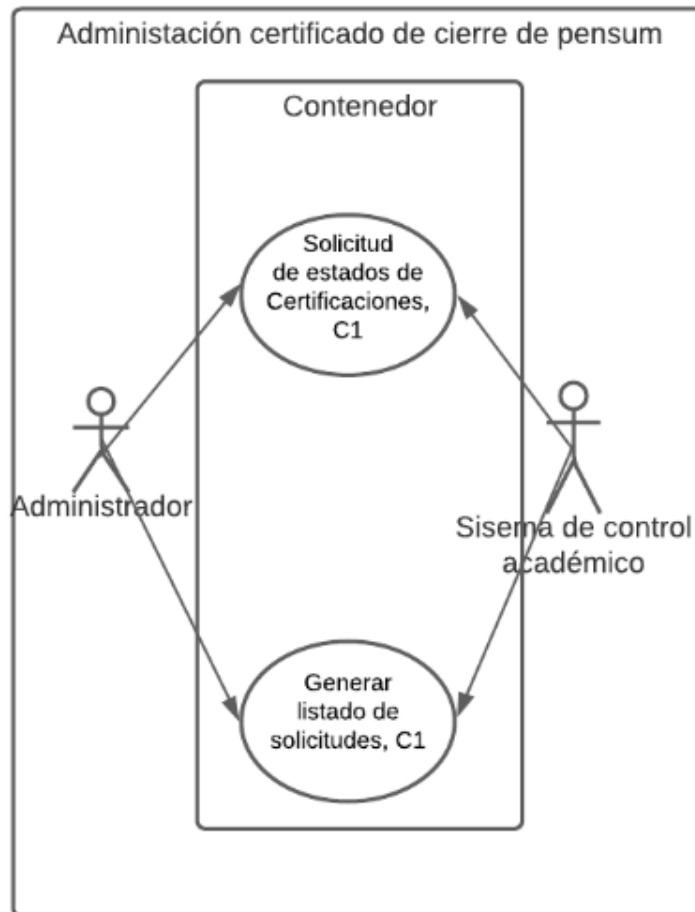 Administación certificado de cierre de pensum
Contenedor
Solicitud
de estados de
Certificaciones,
C1
Administrador
Sisema de control
académico
Generar
listado de
solicitudes, C1